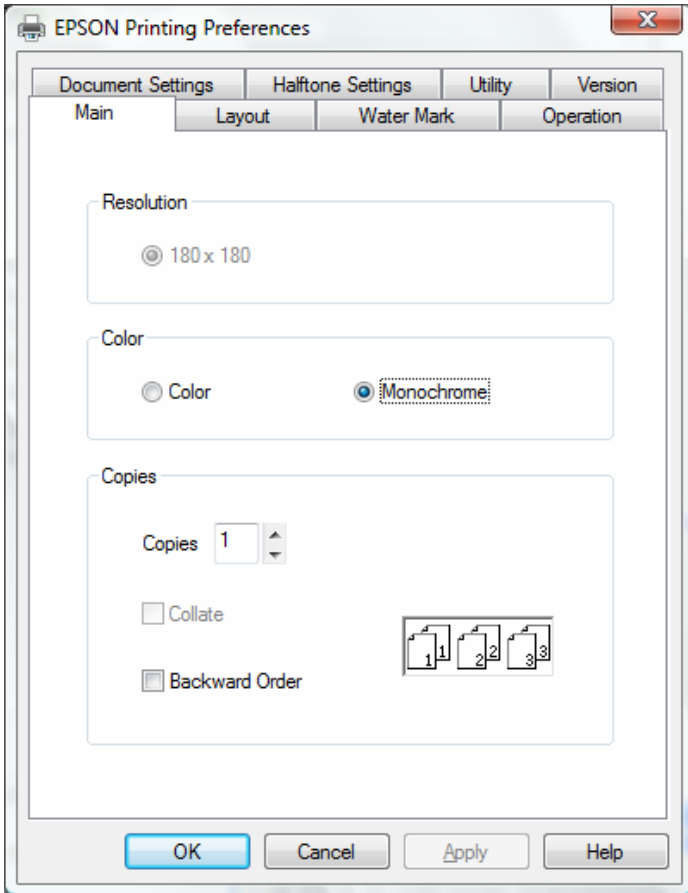 EPSON Printing Preferences
Document Settings Halftone Settings Utility Version
Main Layout Water Mark Operation
Resolution
180 x 180
Color
Color Monochrome
Copies
Copies 1
Collate
1 1 2 2 3 3
Backward Order
OK Cancel Apply Help